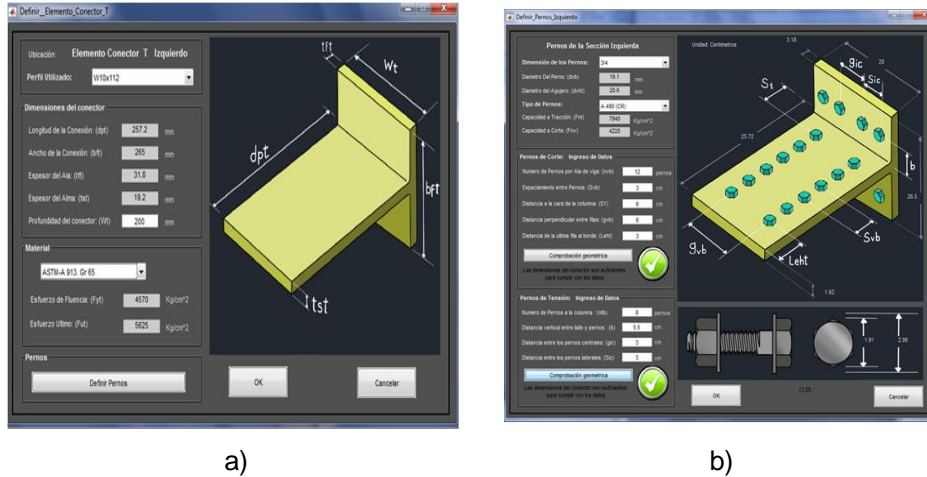 Definir_Elemento_Conector_T
Ubicación: Elemento Conector T Izquierdo
Perfil Utilizado: W10x112
Dimensiones del conector
Longitud de la Conexión: (dpt) 257.2 mm
Ancho de la Conexión: (bft) 265 mm
Espesor del Ala: (tft) 31.8 mm
Espesor del Alma: (tst) 19.2 mm
Profundidad del conector: (Wt) 200 mm
Material
ASTM-A 913. Gr 65
Esfuerzo de Fluencia: (Fyt) 4570 Kg/cm^2
Esfuerzo Ultimo: (Fut) 5625 Kg/cm^2
Pernos
Definir Pernos
OK
Cancelar
tft
Wt
dpt
bft
tst
a)
Definir_Pernos_Izquierdo
Pernos de la Sección Izquierda
Dimensión de los Pernos: 3/4
Diametro Del Perno: (dvb) 19.1 mm
Diametro del Agujero: (dvht) 20.6 mm
Tipo de Pernos: A 490 (CR)
Capacidad a Tracción: (Fnt) 7940 Kg/cm^2
Capacidad a Corte: (Fnv) 4220 Kg/cm^2
Pernos de Corte: Ingreso de Datos
Numero de Pernos por Ala de viga: (nvb) 12 pernos
Espaciamiento entre Pernos: (Svb) 3 cm
Distancia a la cara de la columna: (S1) 6 cm
Distancia perpendicular entre filas: (gvb) 6 cm
Distancia de la ultima fila al borde: (Leht) 3 cm
Comprobación geometrica
Las dimensiones del conector son suficientes
para cumplir con los datos
Pernos de Tensión: Ingreso de Datos
Numero de Pernos a la columna: (ntb) 8 pernos
Distancia vertical entre tallo y pernos: (b) 5.5 cm
Distancia entre los pernos centrales: (gic) 3 cm
Distancia entre los pernos laterales: (Sic) 3 cm
Comprobación geometrica
Las dimensiones del conector son suficientes
para cumplir con los datos
Unidad: Centimetros
3.18
gic
20
Sic
St
25.72
b
26.5
gvb
Svb
Leht
1.92
1.91
2.06
13.25
OK
Cancelar
b)